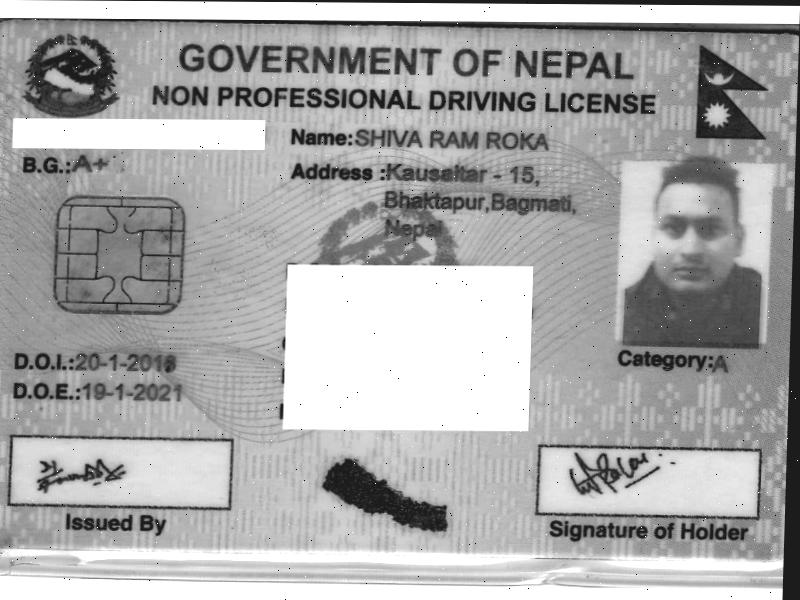 GOVERNMENT OF NEPAL
NON PROFESSIONAL DRIVING LICENSE
Name:SHIVA RAM ROKA
B.G.:A+
Address :Kausaltar - 15,
Bhaktapur,Bagmati,
Nepal
D.O.I.:20-1-2016
D.O.E.:19-1-2021
Category:A
Issued By
Signature of Holder